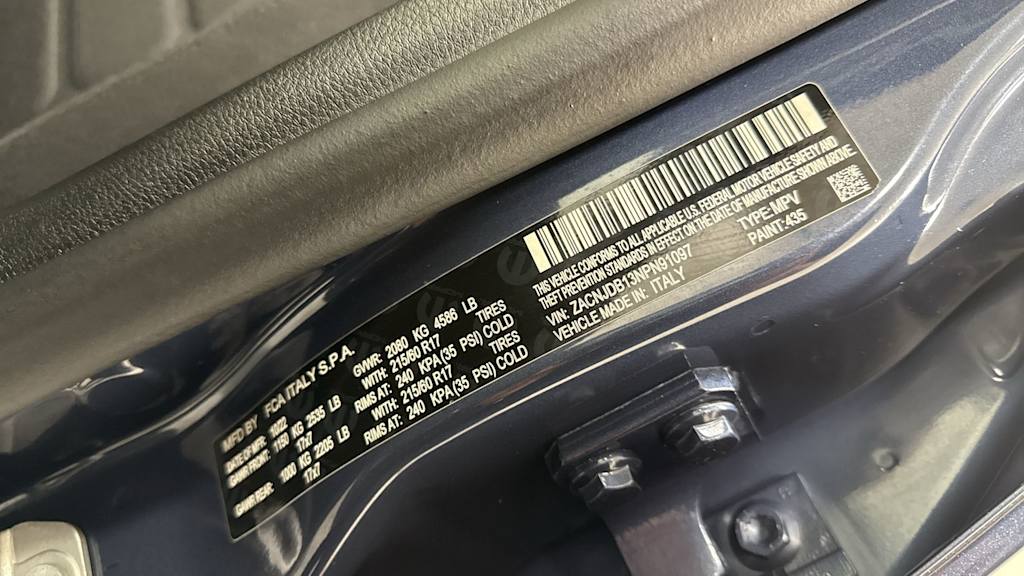 MFD BY FCA ITALY S.P.A.
DATE OF MFR: GVWR: 2080 KG 4586 LB
GAWR FRONT: 1150 KG 2535 LB WITH: 215/60 R17 TIRES
17x7 RIMS AT: 240 KPA(35 PSI) COLD
GAWR REAR: 1000 KG 2205 LB WITH: 215/60 R17 TIRES
17x7 RIMS AT: 240 KPA(35 PSI) COLD
THIS VEHICLE CONFORMS TO ALL APPLICABLE U.S. FEDERAL MOTOR VEHICLE SAFETY AND
THEFT PREVENTION STANDARDS IN EFFECT ON THE DATE OF MANUFACTURE SHOWN ABOVE
VIN: ZACNJDB13NPN91097 TYPE: MPV
VEHICLE MADE IN: ITALY PAINT: 435